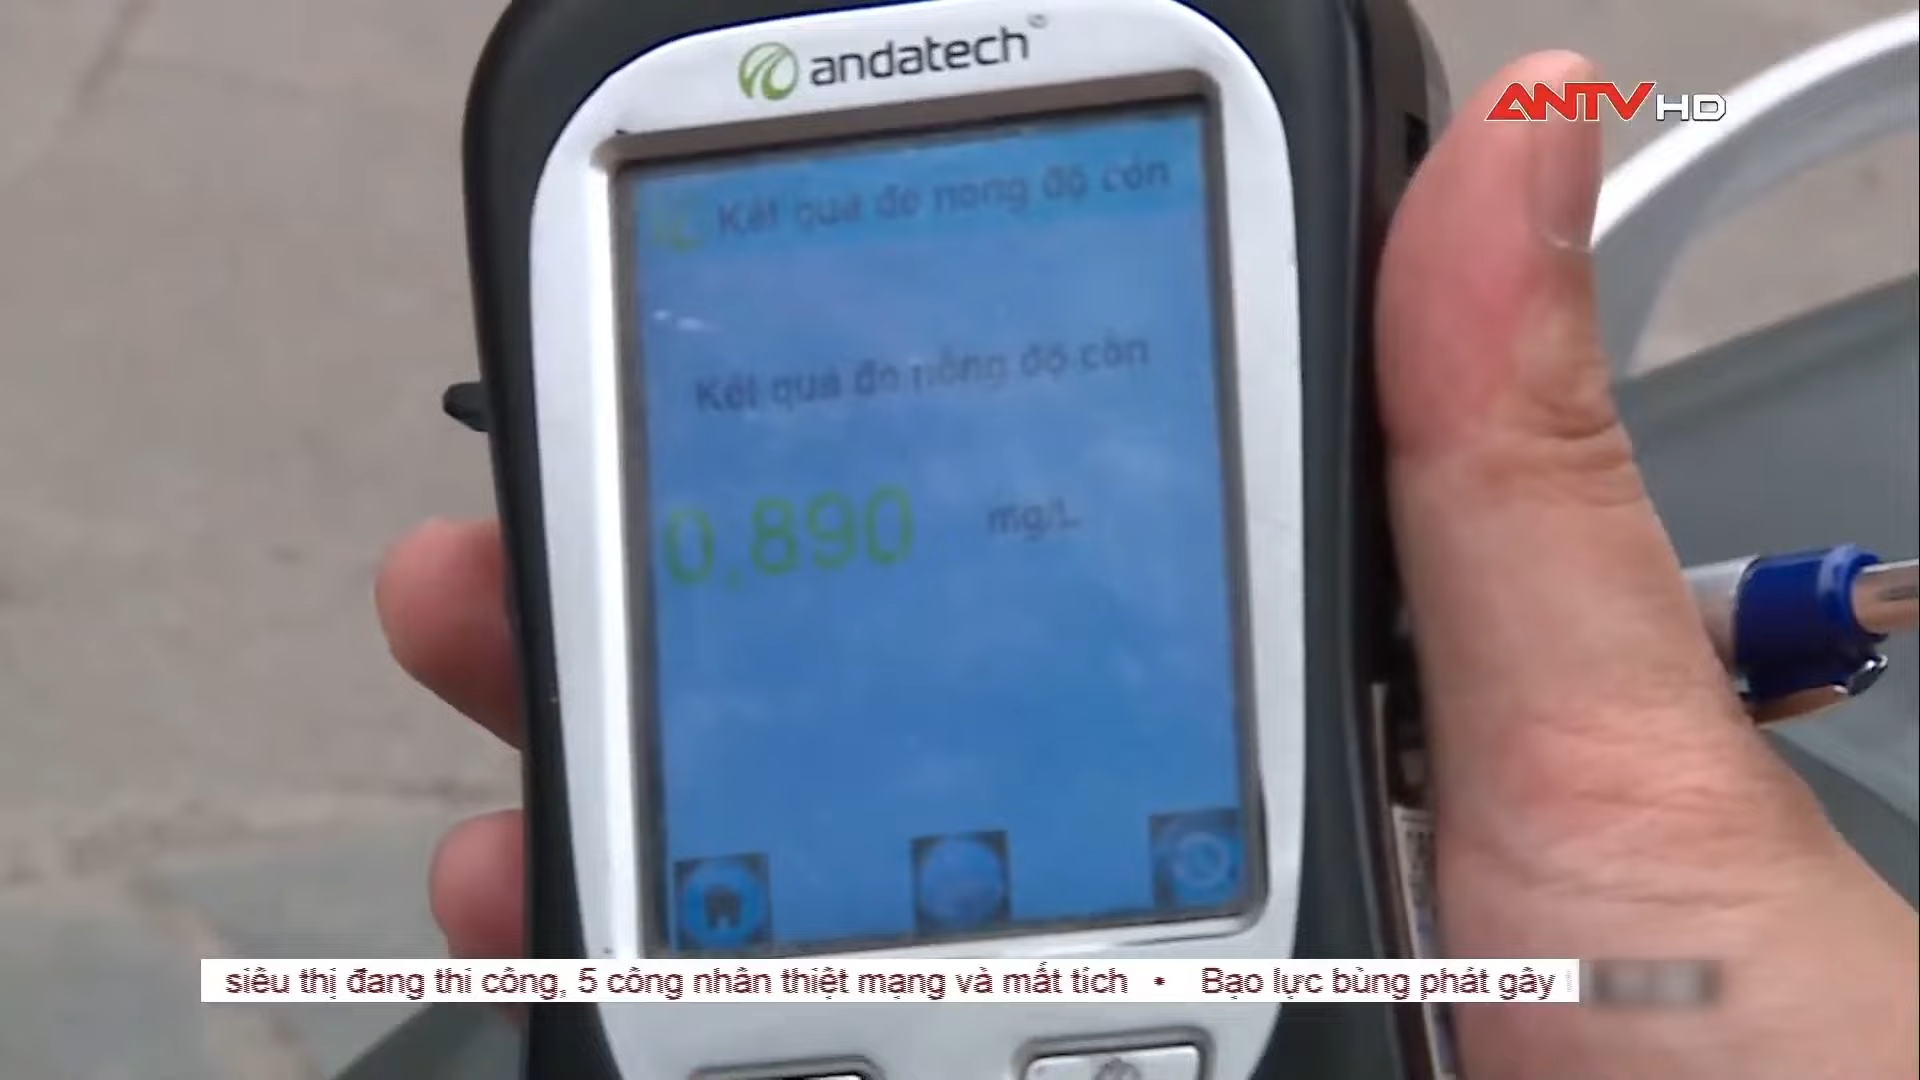 andatech
ANTV HD
Kết quả đo nồng độ cồn
Kết quả đo nồng độ cồn
0,890 mg/L
siêu thị đang thi công, 5 công nhân thiệt mạng và mất tích • Bạo lực bùng phát gây